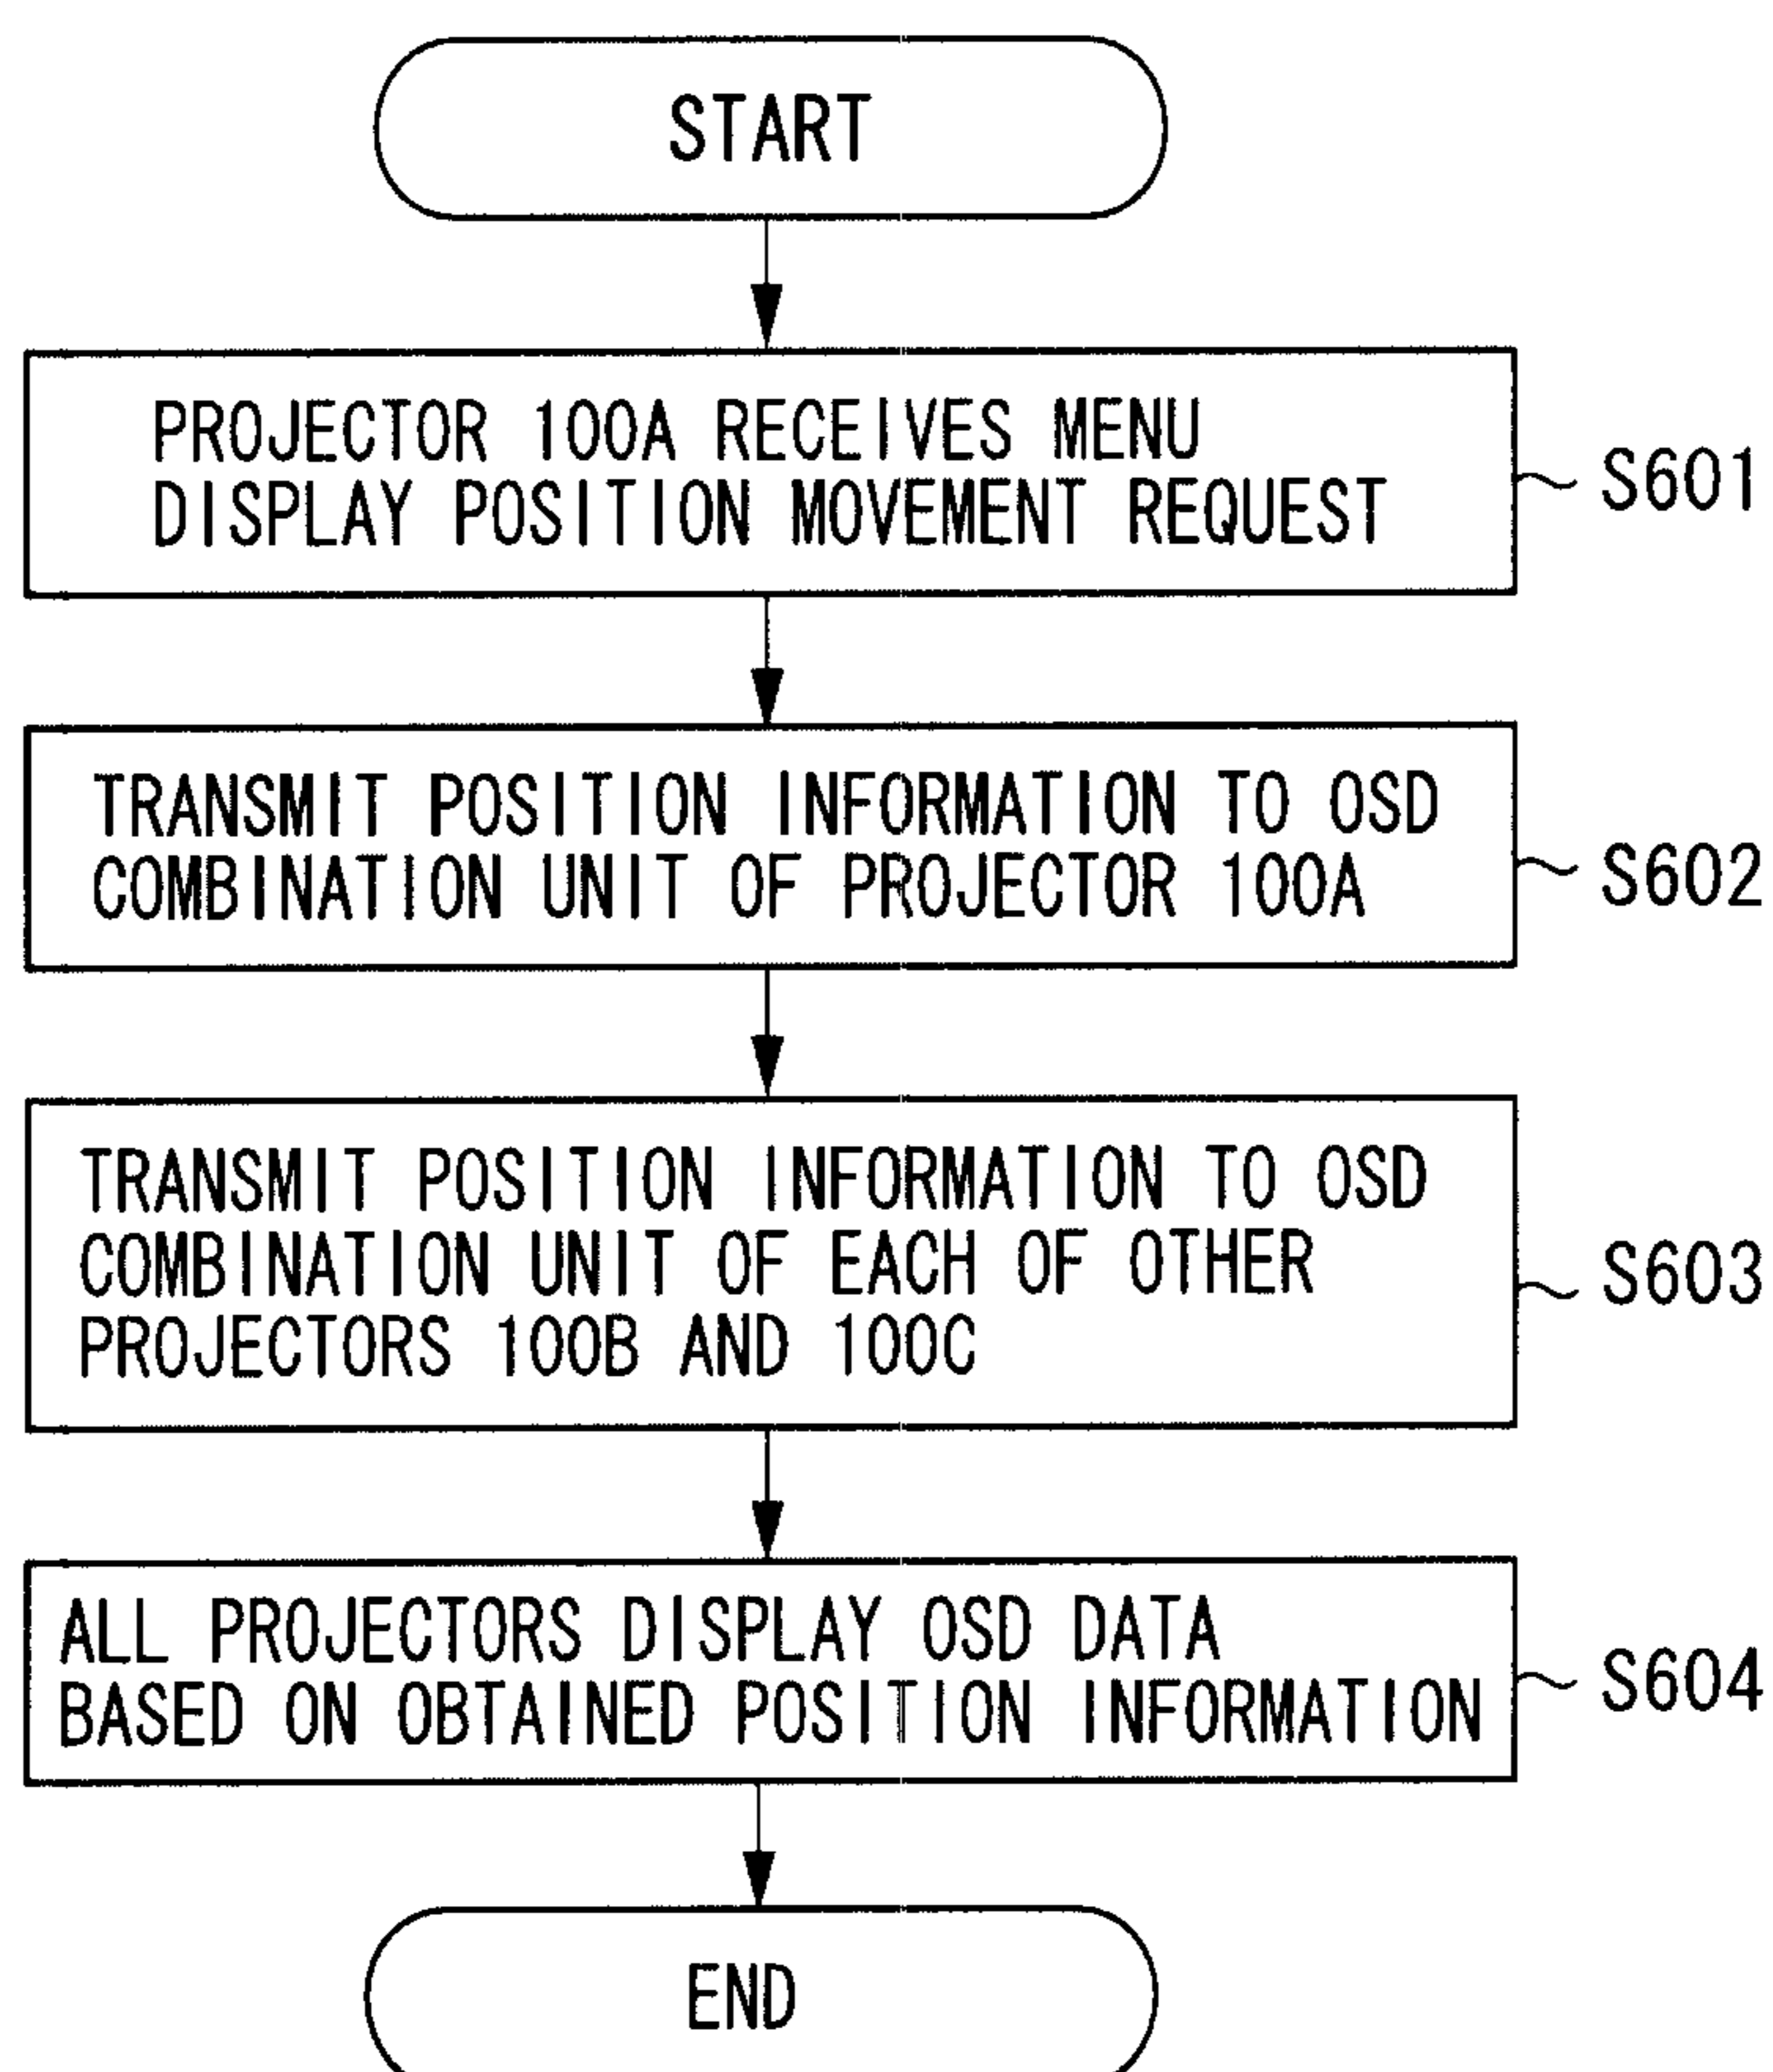 START
PROJECTOR 100A RECEIVES MENU
DISPLAY POSITION MOVEMENT REQUEST
S601
TRANSMIT POSITION INFORMATION TO OSD
COMBINATION UNIT OF PROJECTOR 100A
S602
TRANSMIT POSITION INFORMATION TO OSD
COMBINATION UNIT OF EACH OF OTHER
PROJECTORS 100B AND 100C
S603
ALL PROJECTORS DISPLAY OSD DATA
BASED ON OBTAINED POSITION INFORMATION
S604
END